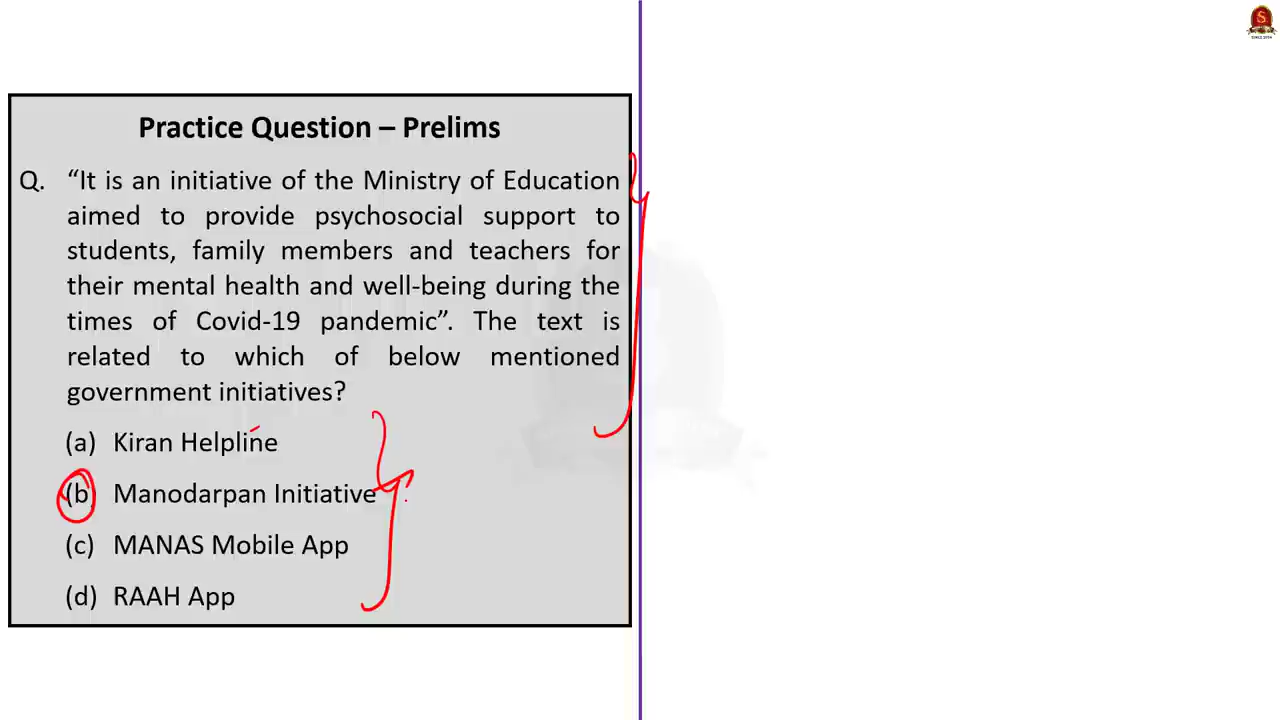 Practice Question – Prelims
Q. “It is an initiative of the Ministry of Education
aimed to provide psychosocial support to
students, family members and teachers for
their mental health and well-being during the
times of Covid-19 pandemic”. The text is
related to which of below mentioned
government initiatives?
(a) Kiran Helpline
(b) Manodarpan Initiative
(c) MANAS Mobile App
(d) RAAH App